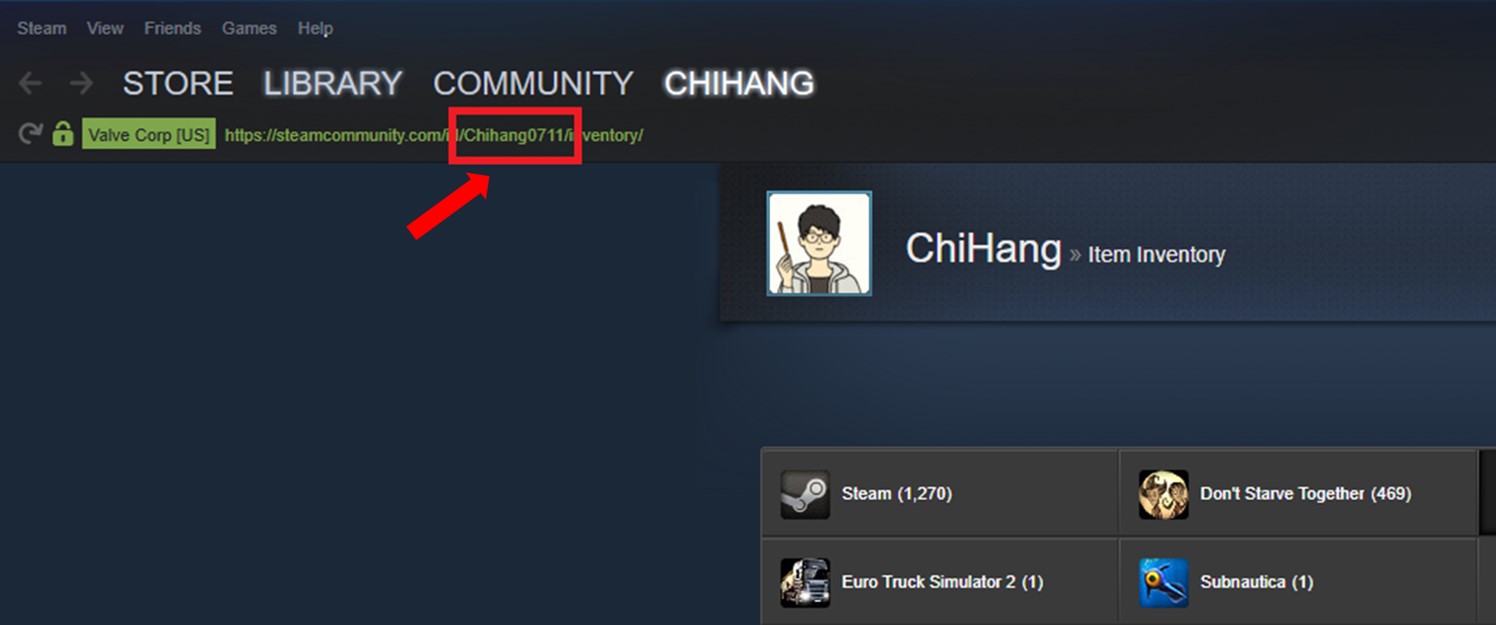 Steam View Friends Games Help
STORE LIBRARY COMMUNITY CHIHANG
Valve Corp [US] https://steamcommunity.com/id/Chihang0711/inventory/
ChiHang » Item Inventory
Steam (1,270) Don't Starve Together (469)
Euro Truck Simulator 2 (1) Subnautica (1)